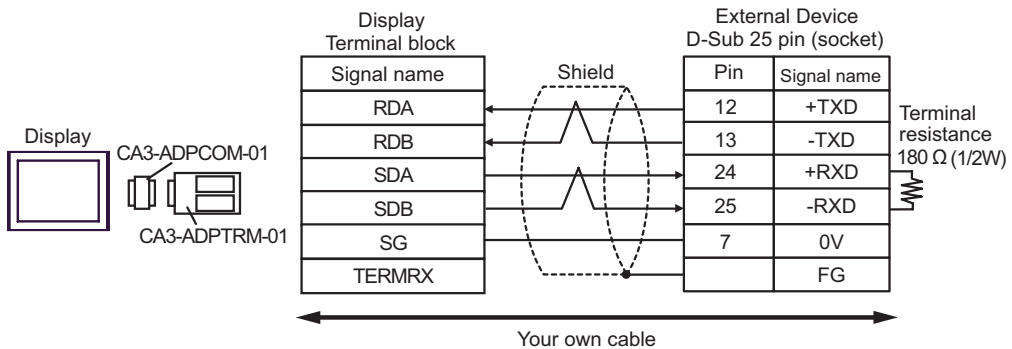 Display
Terminal block
External Device
D-Sub 25 pin (socket)
Signal name
Shield
Pin
Signal name
RDA
12
+TXD
RDB
13
-TXD
SDA
24
+RXD
SDB
25
-RXD
SG
7
0V
TERMRX
FG
Terminal
resistance
180 Ω (1/2W)
Display
CA3-ADPCOM-01
CA3-ADPTRM-01
Your own cable